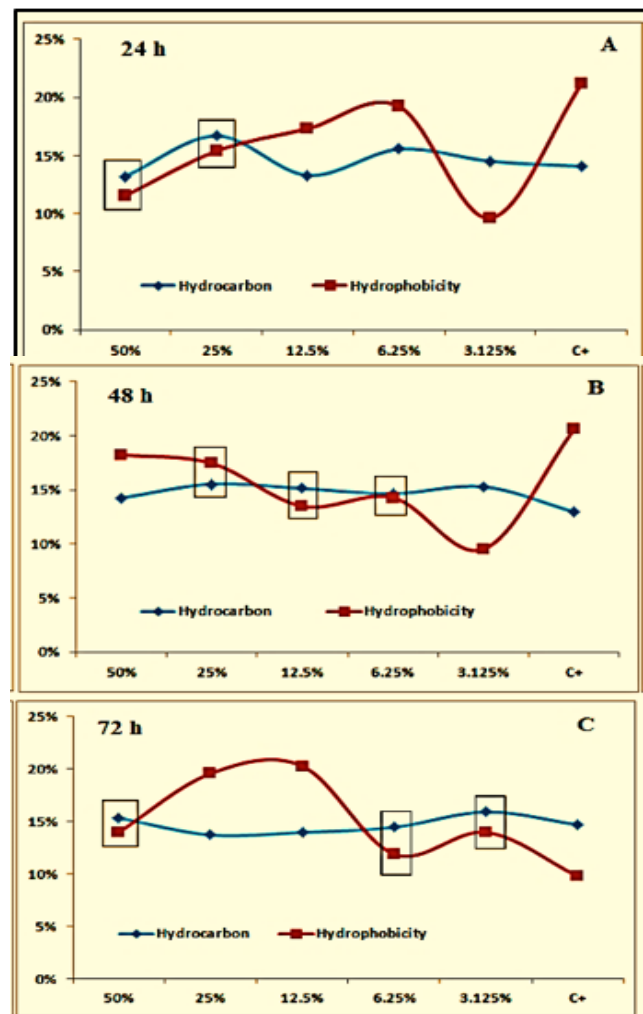 25%
24 h
A
20%
15%
10%
5%
Hydrocarbon Hydrophobicity
0%
50% 25% 12.5% 6.25% 3.125% C+
25%
48 h
B
20%
15%
10%
5%
Hydrocarbon Hydrophobicity
0%
50% 25% 12.5% 6.25% 3.125% C+
25%
72 h
C
20%
15%
10%
5%
Hydrocarbon Hydrophobicity
0%
50% 25% 12.5% 6.25% 3.125% C+